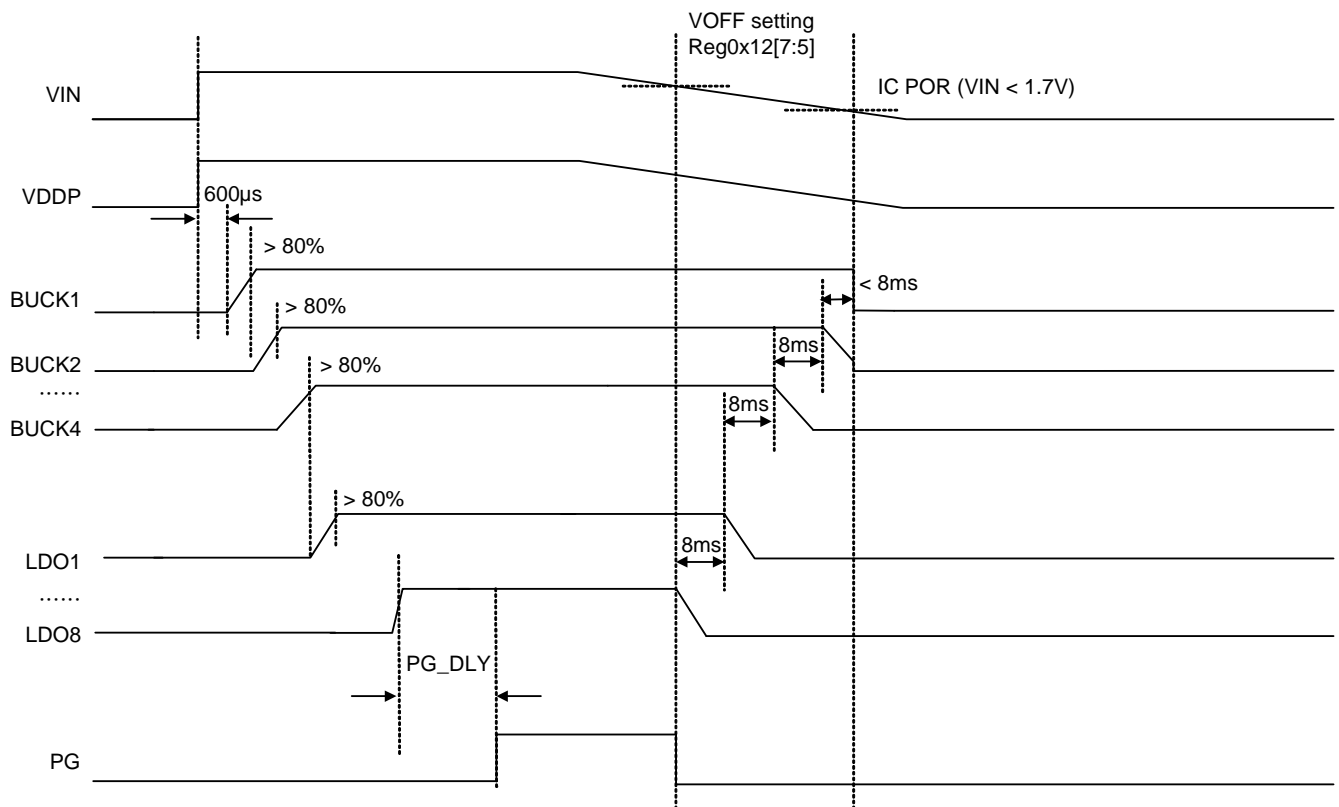 VOFF setting
Reg0x12[7:5]
VIN
IC POR (VIN < 1.7V)
VDDP
600µs
> 80%
BUCK1
< 8ms
> 80%
BUCK2
8ms
......
> 80%
BUCK4
8ms
> 80%
LDO1
8ms
......
LDO8
PG_DLY
PG